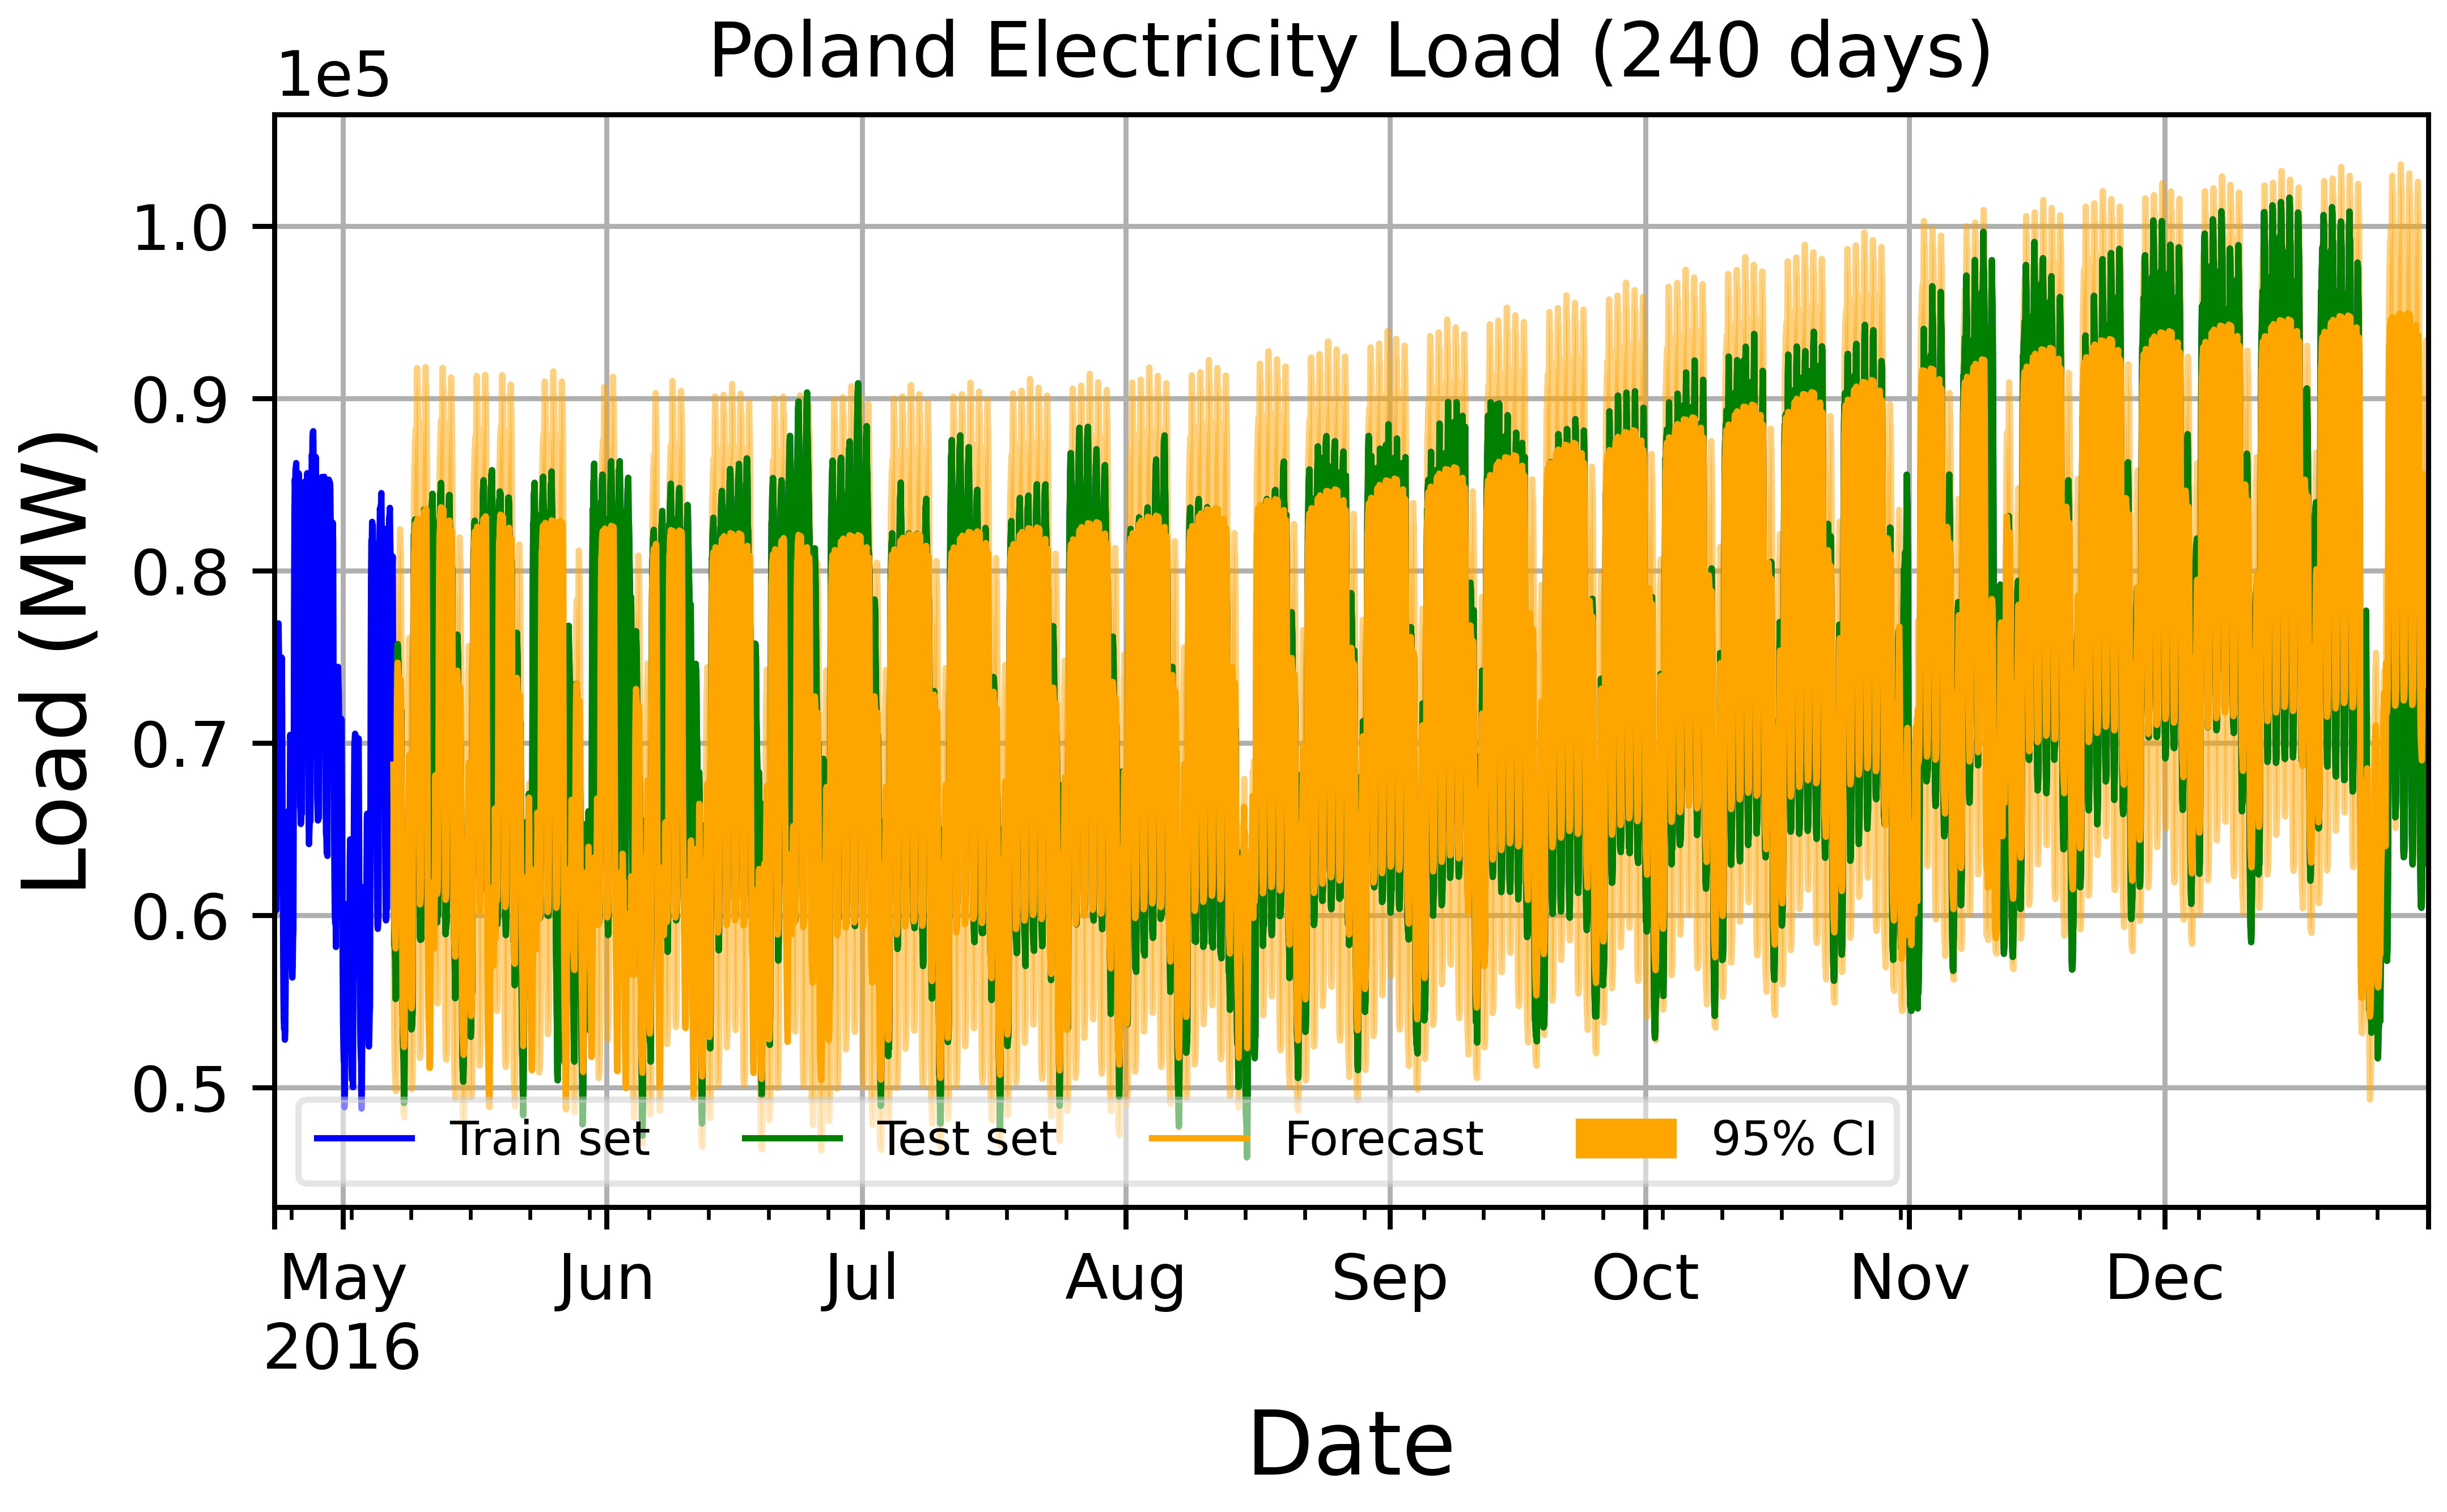 Poland Electricity Load (240 days)
1e5
Load (MW)
1.0
0.9
0.8
0.7
0.6
0.5
Train set Test set Forecast 95% CI
May Jun Jul Aug Sep Oct Nov Dec
2016
Date